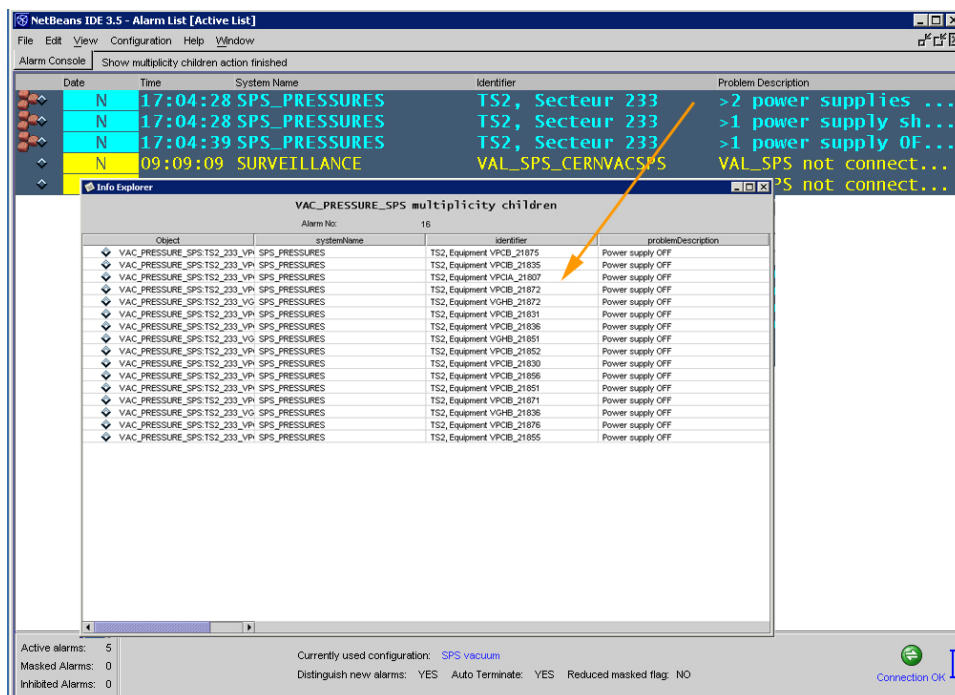 NetBeans IDE 3.5 - Alarm List [Active List]
File Edit View Configuration Help Window
Alarm Console Show multiplicity children action finished
Date Time System Name Identifier Problem Description
N 17:04:28 SPS_PRESSURES TS2, Secteur 233 >2 power supplies ...
N 17:04:28 SPS_PRESSURES TS2, Secteur 233 >1 power supply sh...
N 17:04:39 SPS_PRESSURES TS2, Secteur 233 >1 power supply OF...
N 09:09:09 SURVEILLANCE VAL_SPS_CERNVACSPS VAL_SPS not connect...
PS not connect...
Info Explorer
VAC_PRESSURE_SPS multiplicity children
Alarm No: 16
Object systemName identifier problemDescription
VAC_PRESSURE_SPS:TS2_233_VP SPS_PRESSURES TS2, Equipment VPCIB_21875 Power supply OFF
VAC_PRESSURE_SPS:TS2_233_VP SPS_PRESSURES TS2, Equipment VPCIB_21835 Power supply OFF
VAC_PRESSURE_SPS:TS2_233_VP SPS_PRESSURES TS2, Equipment VPCIA_21807 Power supply OFF
VAC_PRESSURE_SPS:TS2_233_VP SPS_PRESSURES TS2, Equipment VPCIB_21872 Power supply OFF
VAC_PRESSURE_SPS:TS2_233_VG SPS_PRESSURES TS2, Equipment VGHB_21872 Power supply OFF
VAC_PRESSURE_SPS:TS2_233_VP SPS_PRESSURES TS2, Equipment VPCIB_21831 Power supply OFF
VAC_PRESSURE_SPS:TS2_233_VP SPS_PRESSURES TS2, Equipment VPCIB_21836 Power supply OFF
VAC_PRESSURE_SPS:TS2_233_VG SPS_PRESSURES TS2, Equipment VGHB_21851 Power supply OFF
VAC_PRESSURE_SPS:TS2_233_VP SPS_PRESSURES TS2, Equipment VPCIB_21852 Power supply OFF
VAC_PRESSURE_SPS:TS2_233_VP SPS_PRESSURES TS2, Equipment VPCIB_21830 Power supply OFF
VAC_PRESSURE_SPS:TS2_233_VP SPS_PRESSURES TS2, Equipment VPCIB_21856 Power supply OFF
VAC_PRESSURE_SPS:TS2_233_VP SPS_PRESSURES TS2, Equipment VPCIB_21851 Power supply OFF
VAC_PRESSURE_SPS:TS2_233_VP SPS_PRESSURES TS2, Equipment VPCIB_21871 Power supply OFF
VAC_PRESSURE_SPS:TS2_233_VG SPS_PRESSURES TS2, Equipment VGHB_21836 Power supply OFF
VAC_PRESSURE_SPS:TS2_233_VP SPS_PRESSURES TS2, Equipment VPCIB_21876 Power supply OFF
VAC_PRESSURE_SPS:TS2_233_VP SPS_PRESSURES TS2, Equipment VPCIB_21855 Power supply OFF
Active alarms: 5
Masked Alarms: 0
Inhibited Alarms: 0
Currently used configuration: SPS vacuum
Distinguish new alarms: YES Auto Terminate: YES Reduced masked flag: NO
Connection OK